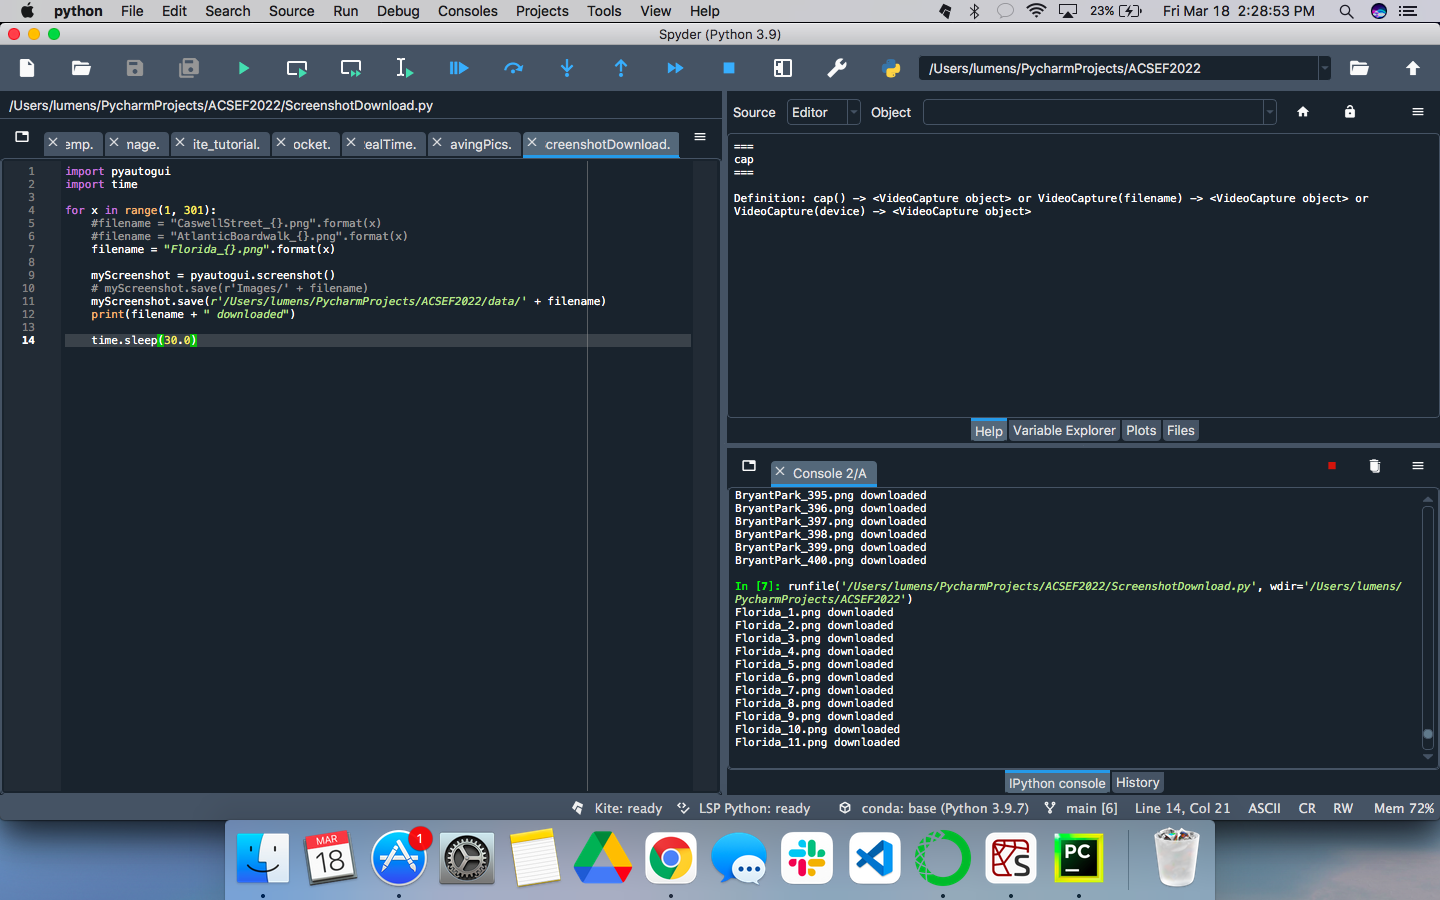 python File Edit Search Source Run Debug Consoles Projects Tools View Help 23% Fri Mar 18 2:28:53 PM
Spyder (Python 3.9)
/Users/lumens/PycharmProjects/ACSEF2022
/Users/lumens/PycharmProjects/ACSEF2022/ScreenshotDownload.py
emp. nage. ite_tutorial. ocket. ealTime. avingPics. creenshotDownload.
1 import pyautogui
2 import time
3
4 for x in range(1, 301):
5 #filename = "CaswellStreet_{}.png".format(x)
6 #filename = "AtlanticBoardwalk_{}.png".format(x)
7 filename = "Florida_{}.png".format(x)
8
9 myScreenshot = pyautogui.screenshot()
10 # myScreenshot.save(r'Images/' + filename)
11 myScreenshot.save(r'/Users/lumens/PycharmProjects/ACSEF2022/data/' + filename)
12 print(filename + " downloaded")
13
14 time.sleep(30.0)
Source Editor Object
===
cap
===
Definition: cap() -> <VideoCapture object> or VideoCapture(filename) -> <VideoCapture object> or
VideoCapture(device) -> <VideoCapture object>
Help Variable Explorer Plots Files
Console 2/A
BryantPark_395.png downloaded
BryantPark_396.png downloaded
BryantPark_397.png downloaded
BryantPark_398.png downloaded
BryantPark_399.png downloaded
BryantPark_400.png downloaded
In [7]: runfile('/Users/lumens/PycharmProjects/ACSEF2022/ScreenshotDownload.py', wdir='/Users/lumens/
PycharmProjects/ACSEF2022')
Florida_1.png downloaded
Florida_2.png downloaded
Florida_3.png downloaded
Florida_4.png downloaded
Florida_5.png downloaded
Florida_6.png downloaded
Florida_7.png downloaded
Florida_8.png downloaded
Florida_9.png downloaded
Florida_10.png downloaded
Florida_11.png downloaded
IPython console History
Kite: ready LSP Python: ready conda: base (Python 3.9.7) main [6] Line 14, Col 21 ASCII CR RW Mem 72%
MAR
18
1
PC